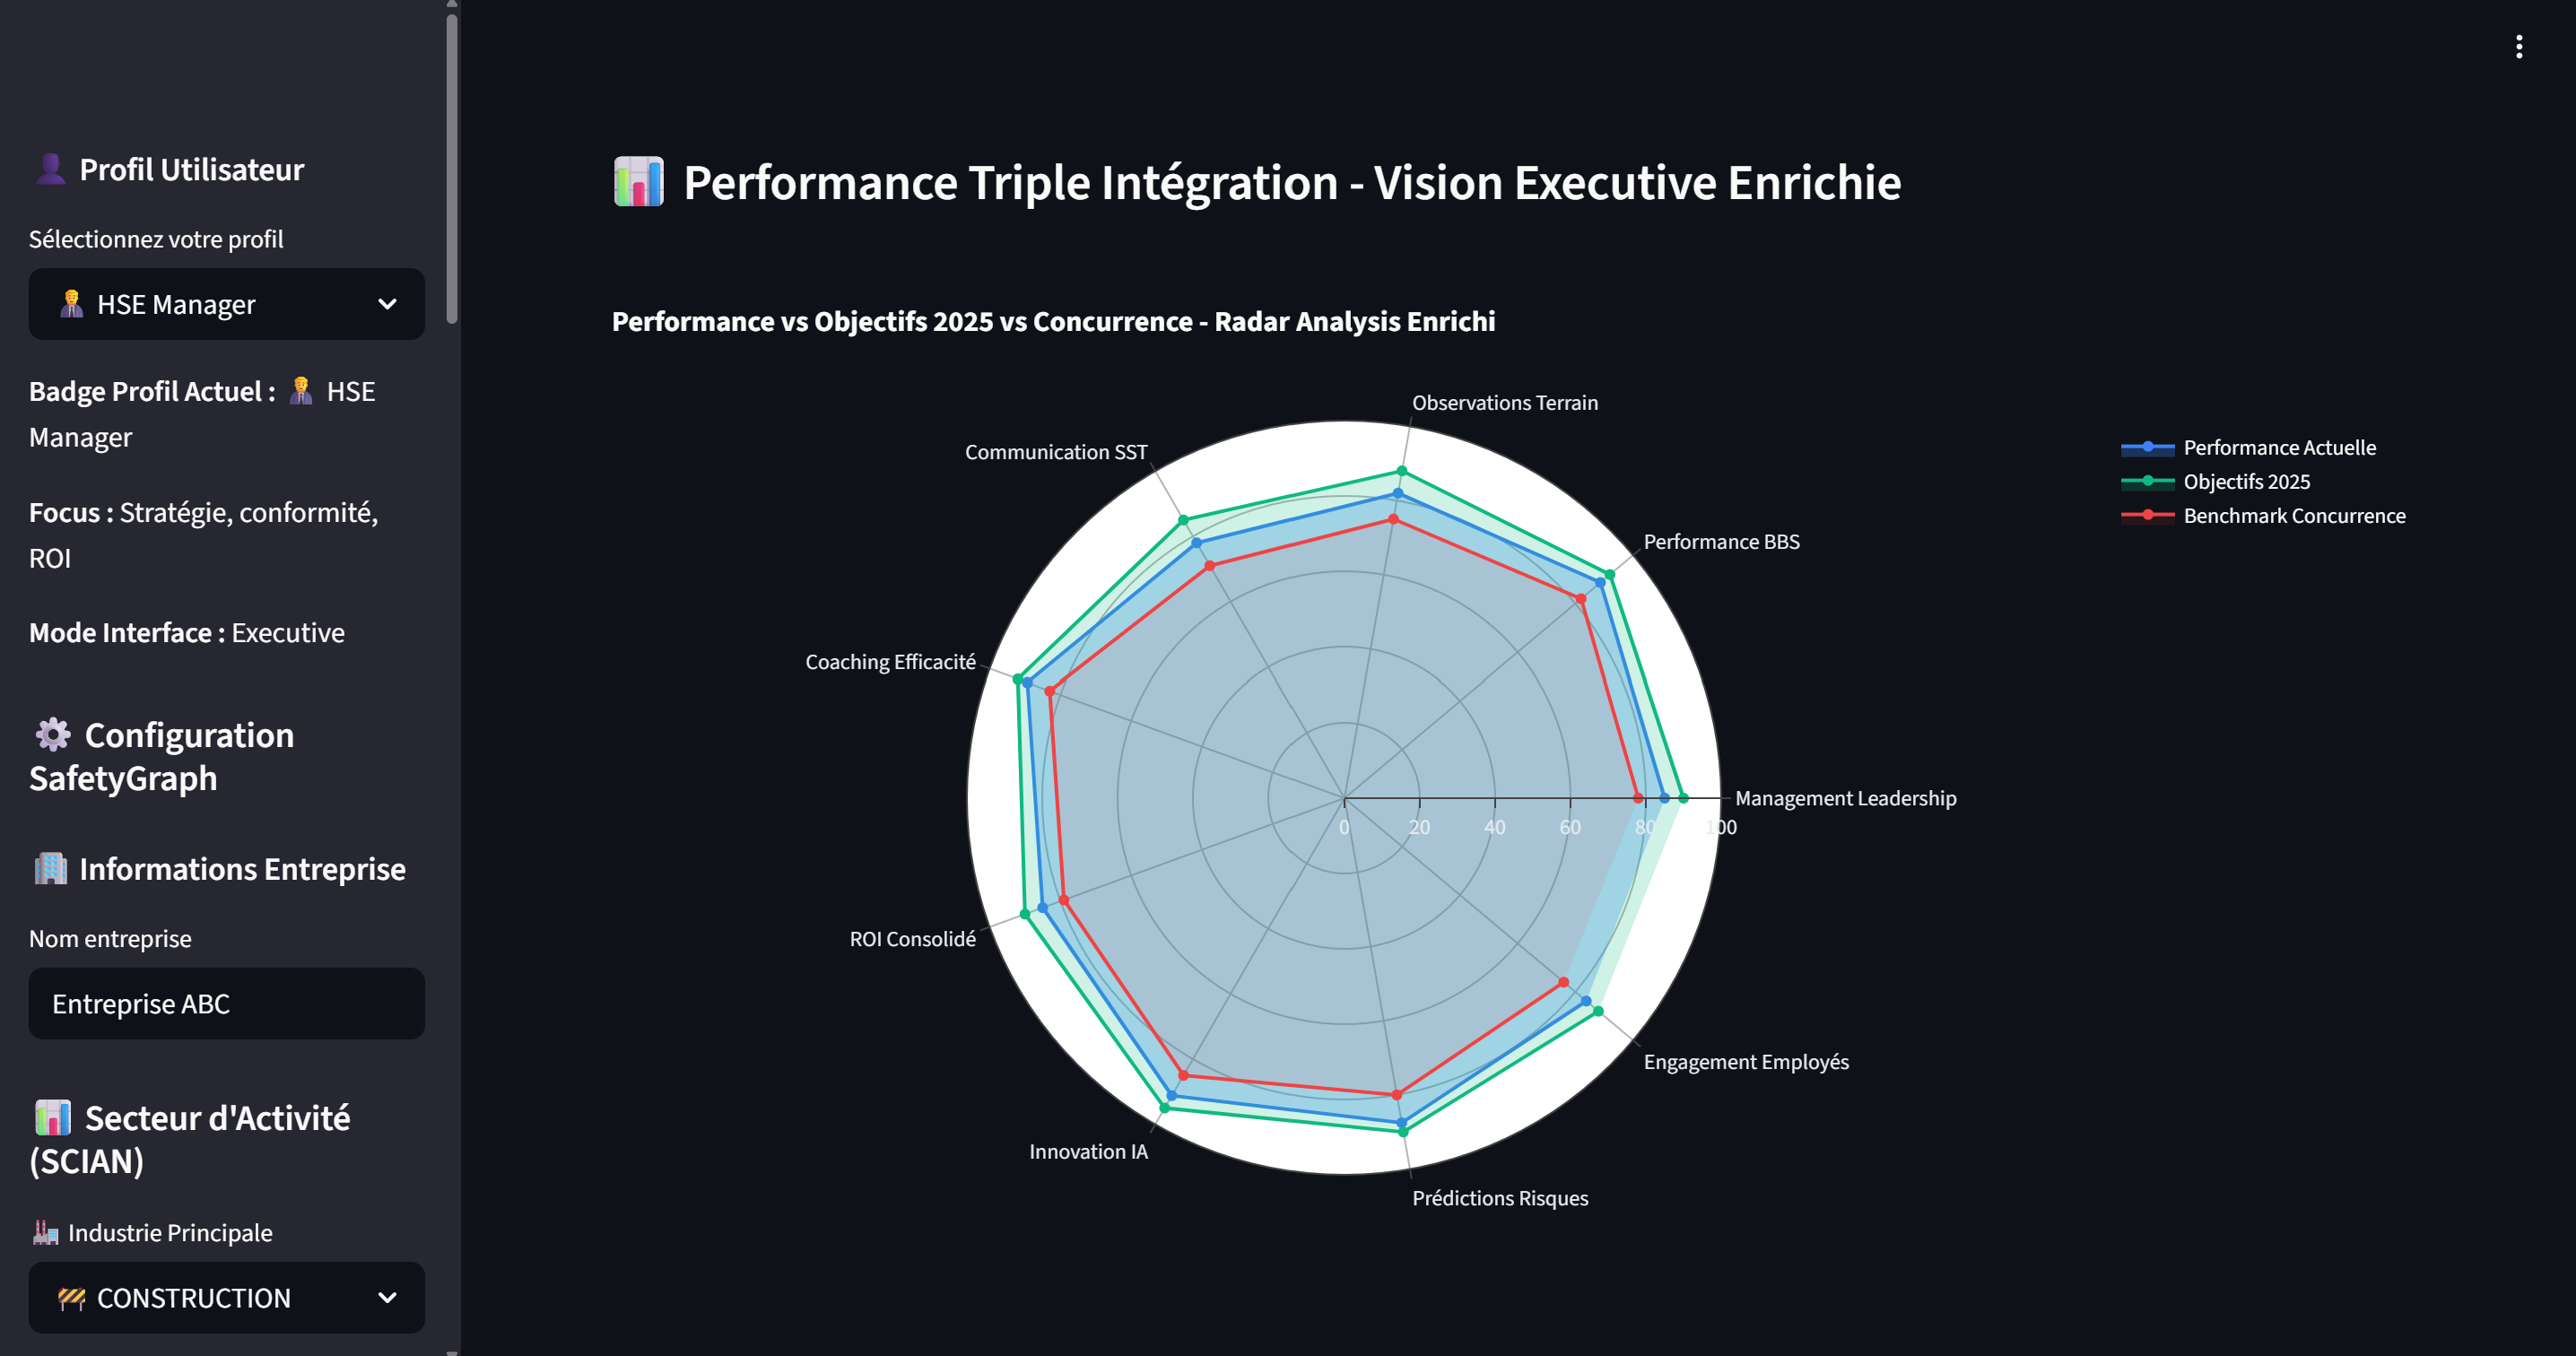 Profil Utilisateur
Sélectionnez votre profil
HSE Manager
Badge Profil Actuel : HSE
Manager
Focus : Stratégie, conformité,
ROI
Mode Interface : Executive
Configuration
SafetyGraph
Informations Entreprise
Nom entreprise
Entreprise ABC
Secteur d'Activité
(SCIAN)
Industrie Principale
CONSTRUCTION
Performance Triple Intégration - Vision Executive Enrichie
Performance vs Objectifs 2025 vs Concurrence - Radar Analysis Enrichi
Observations Terrain
Communication SST
Performance BBS
Coaching Efficacité
Management Leadership
0 20 40 60 80 100
ROI Consolidé
Engagement Employés
Innovation IA
Prédictions Risques
Performance Actuelle
Objectifs 2025
Benchmark Concurrence